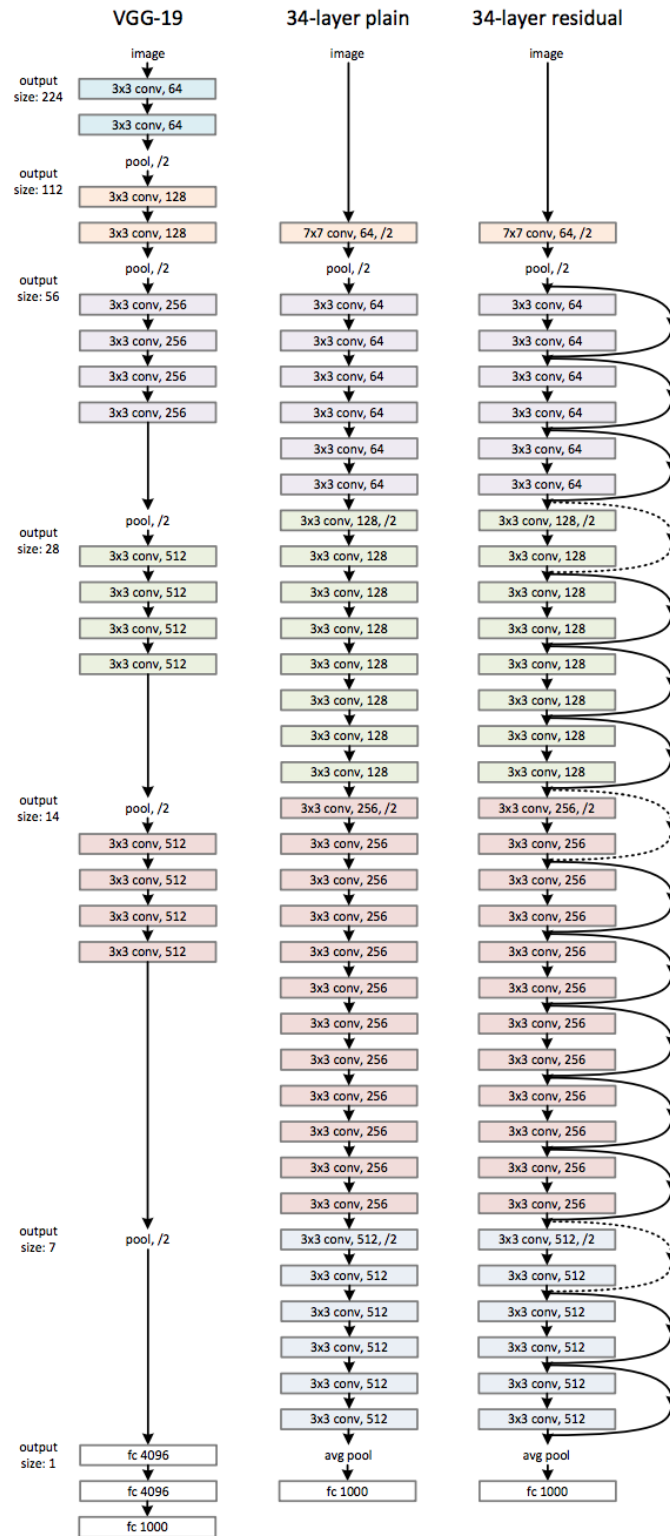 output
size: 224
output
size: 112
output
size: 56
output
size: 28
output
size: 14
output
size: 7
output
size: 1
VGG-19
image
3x3 conv, 64
3x3 conv, 64
pool, /2
3x3 conv, 128
3x3 conv, 128
pool, /2
3x3 conv, 256
3x3 conv, 256
3x3 conv, 256
3x3 conv, 256
pool, /2
3x3 conv, 512
3x3 conv, 512
3x3 conv, 512
3x3 conv, 512
pool, /2
3x3 conv, 512
3x3 conv, 512
3x3 conv, 512
3x3 conv, 512
pool, /2
fc 4096
fc 4096
fc 1000
34-layer plain
image
7x7 conv, 64, /2
pool, /2
3x3 conv, 64
3x3 conv, 64
3x3 conv, 64
3x3 conv, 64
3x3 conv, 64
3x3 conv, 64
3x3 conv, 128, /2
3x3 conv, 128
3x3 conv, 128
3x3 conv, 128
3x3 conv, 128
3x3 conv, 128
3x3 conv, 128
3x3 conv, 128
3x3 conv, 256, /2
3x3 conv, 256
3x3 conv, 256
3x3 conv, 256
3x3 conv, 256
3x3 conv, 256
3x3 conv, 256
3x3 conv, 256
3x3 conv, 256
3x3 conv, 256
3x3 conv, 256
3x3 conv, 256
3x3 conv, 512, /2
3x3 conv, 512
3x3 conv, 512
3x3 conv, 512
3x3 conv, 512
3x3 conv, 512
avg pool
fc 1000
34-layer residual
image
7x7 conv, 64, /2
pool, /2
3x3 conv, 64
3x3 conv, 64
3x3 conv, 64
3x3 conv, 64
3x3 conv, 64
3x3 conv, 64
3x3 conv, 128, /2
3x3 conv, 128
3x3 conv, 128
3x3 conv, 128
3x3 conv, 128
3x3 conv, 128
3x3 conv, 128
3x3 conv, 128
3x3 conv, 256, /2
3x3 conv, 256
3x3 conv, 256
3x3 conv, 256
3x3 conv, 256
3x3 conv, 256
3x3 conv, 256
3x3 conv, 256
3x3 conv, 256
3x3 conv, 256
3x3 conv, 256
3x3 conv, 256
3x3 conv, 512, /2
3x3 conv, 512
3x3 conv, 512
3x3 conv, 512
3x3 conv, 512
3x3 conv, 512
avg pool
fc 1000